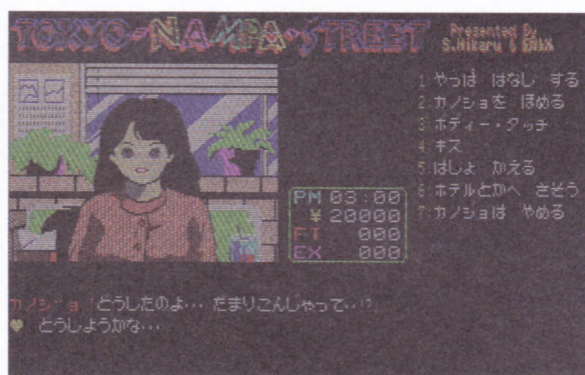 TOKYO-NAMPA-STREET
Presented By
S.Hikaru & ENIX
1 やっぱ はなし する
2 カノジョを ほめる
3 ボディー・タッチ
4 キス
5 ばしょ かえる
6 ホテルとかへ さそう
7 カノジョは やめる
PM 03:00
¥ 20000
FT 000
EX 000
カノジョ「どうしたのよ… だまりこんじゃって…!?」
♥ どうしようかな…